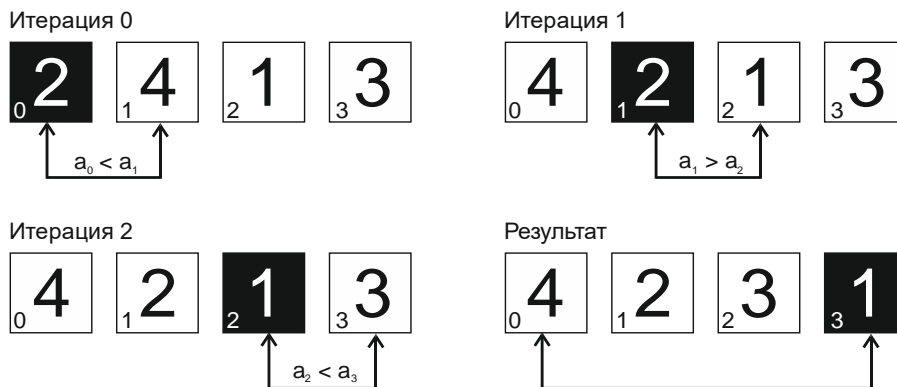 Итерация 0
2 4 1 3
0 1 2 3
a₀ < a₁
Итерация 1
4 2 1 3
0 1 2 3
a₁ > a₂
Итерация 2
4 2 1 3
0 1 2 3
a₂ < a₃
Результат
4 2 3 1
0 1 2 3